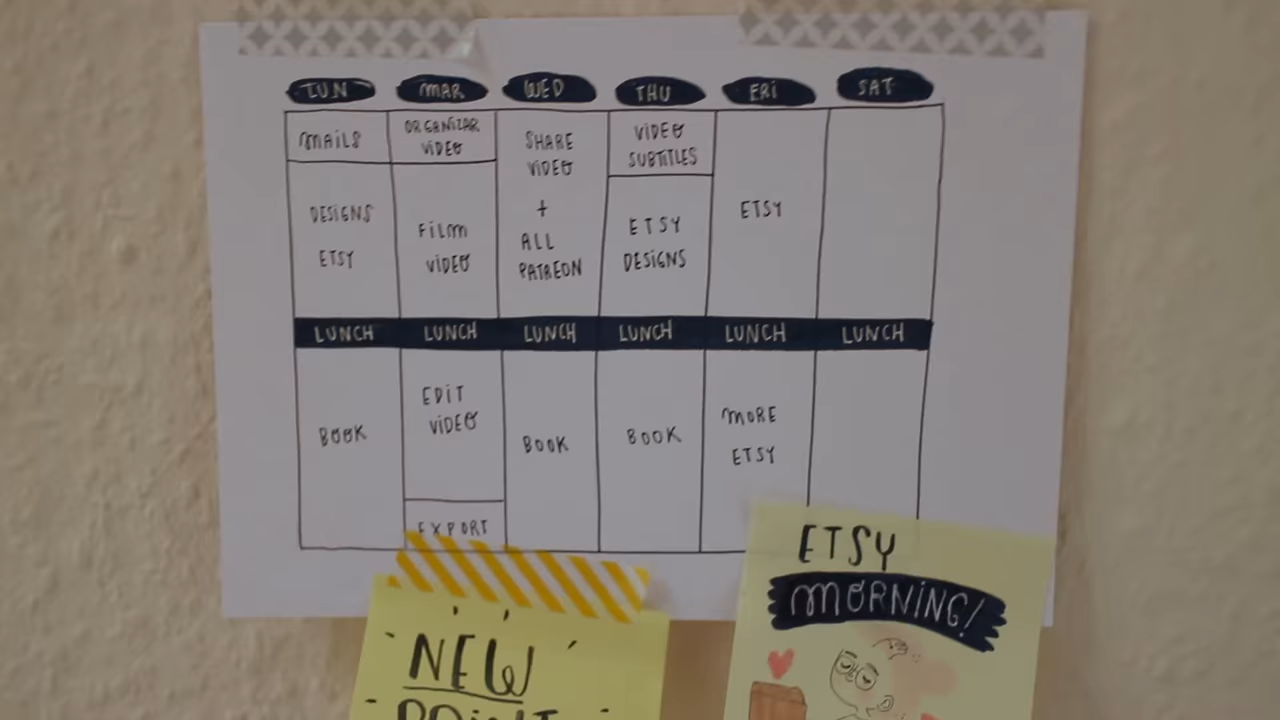 LUN MAR WED THU FRI SAT
MAILS
ORGANIZAR
VIDEO
SHARE
VIDEO
+
ALL
PATREON
VIDEO
SUBTITLES
DESIGNS
ETSY
FILM
VIDEO
ETSY
DESIGNS
ETSY
LUNCH LUNCH LUNCH LUNCH LUNCH LUNCH
BOOK
EDIT
VIDEO
EXPORT
BOOK
BOOK
MORE
ETSY
ETSY
MORNING!
NEW
PRINT